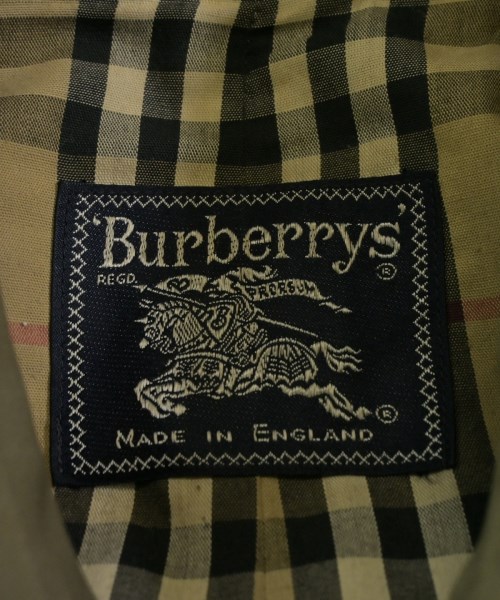 'Burberrys'
®
REGD.
PRORSUM
®
MADE IN ENGLAND